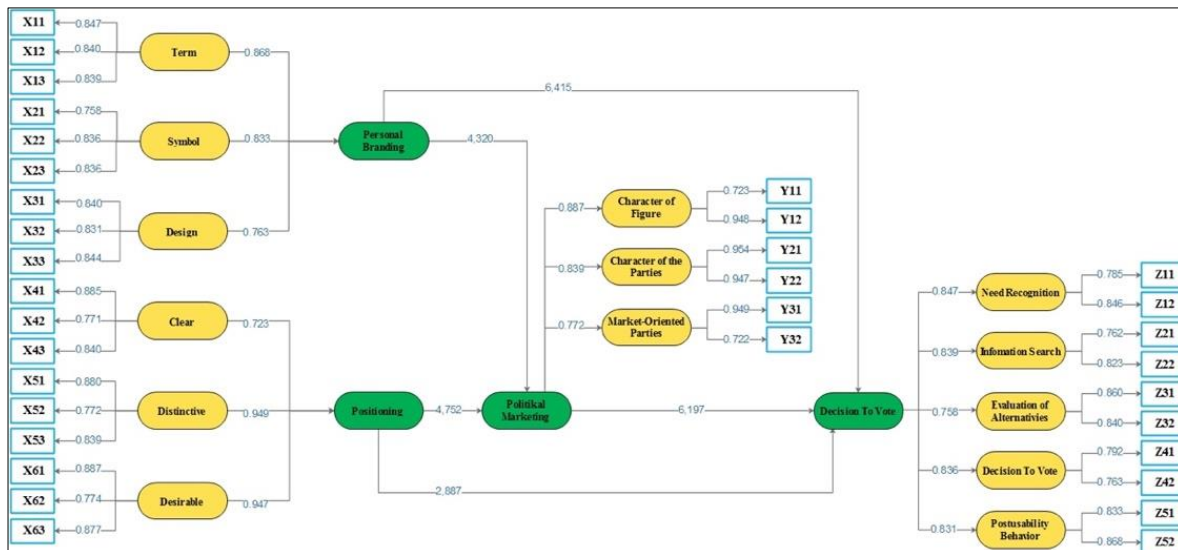 X11
0.847
X12
0.840
Term
0.868
X13
0.839
X21
0.758
X22
0.836
Symbol
0.833
X23
0.836
X31
0.840
X32
0.831
Design
0.763
X33
0.844
X41
0.885
X42
0.771
Clear
0.723
X43
0.840
X51
0.880
X52
0.772
Distinctive
0.949
X53
0.839
X61
0.887
X62
0.774
Desirable
0.947
X63
0.877
Personal
Branding
6,415
4,320
Positioning
4,752
2,887
Politikal
Marketing
6,197
0.887
Character of
Figure
0.723
Y11
0.948
Y12
0.839
Character of the
Parties
0.954
Y21
0.947
Y22
0.772
Market-Oriented
Parties
0.949
Y31
0.722
Y32
Decision To Vote
0.847
Need Recognition
0.785
Z11
0.846
Z12
0.839
Infomation Search
0.762
Z21
0.823
Z22
0.758
Evaluation of
Alternativies
0.860
Z31
0.840
Z32
0.836
Decision To Vote
0.792
Z41
0.763
Z42
0.831
Postusability
Behavior
0.833
Z51
0.868
Z52